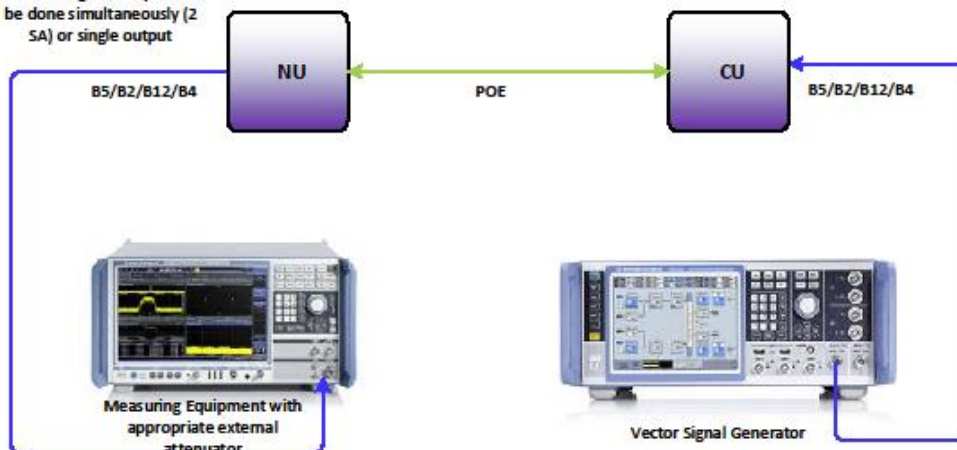 be done simultaneously (2
SA) or single output
NU
CU
B5/B2/B12/B4
POE
B5/B2/B12/B4
Measuring Equipment with
appropriate external
attenuator
Vector Signal Generator